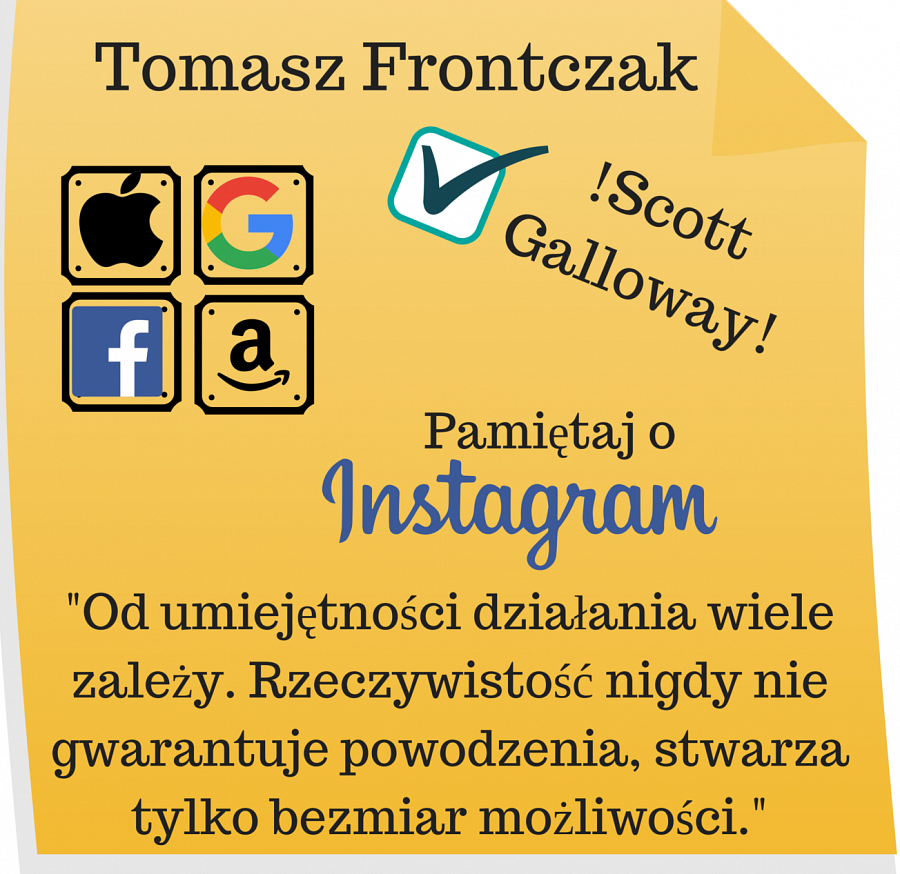 Tomasz Frontczak
!Scott
Galloway!
Pamiętaj o
Instagram
"Od umiejętności działania wiele
zależy. Rzeczywistość nigdy nie
gwarantuje powodzenia, stwarza
tylko bezmiar możliwości."